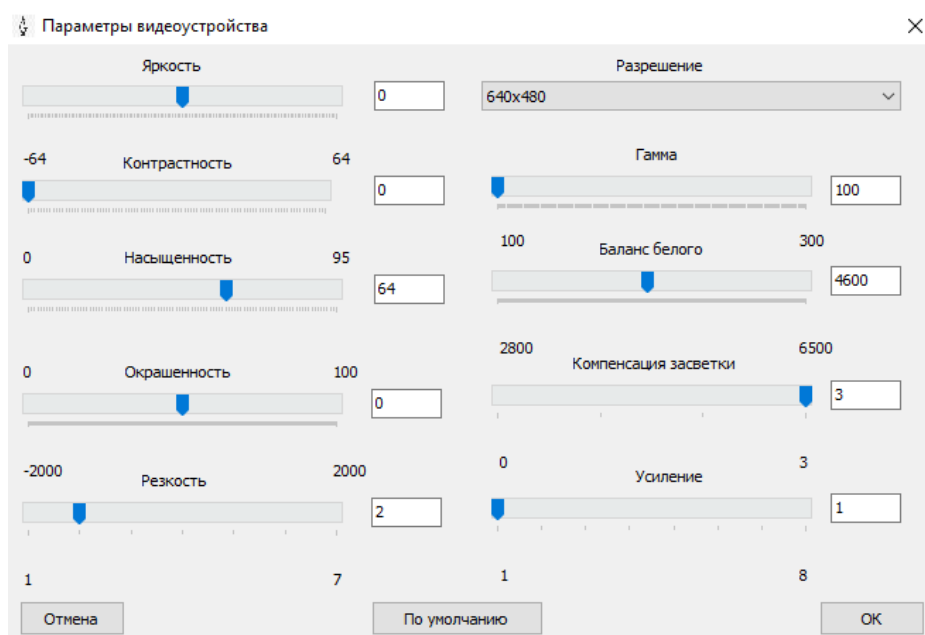 Параметры видеоустройства
Яркость
0
-64
64
Контрастность
0
0
95
Насыщенность
64
0
100
Окрашенность
0
-2000
2000
Резкость
2
1
7
Разрешение
640x480
Гамма
100
100
300
Баланс белого
4600
2800
6500
Компенсация засветки
3
0
3
Усиление
1
1
8
Отмена
По умолчанию
OK